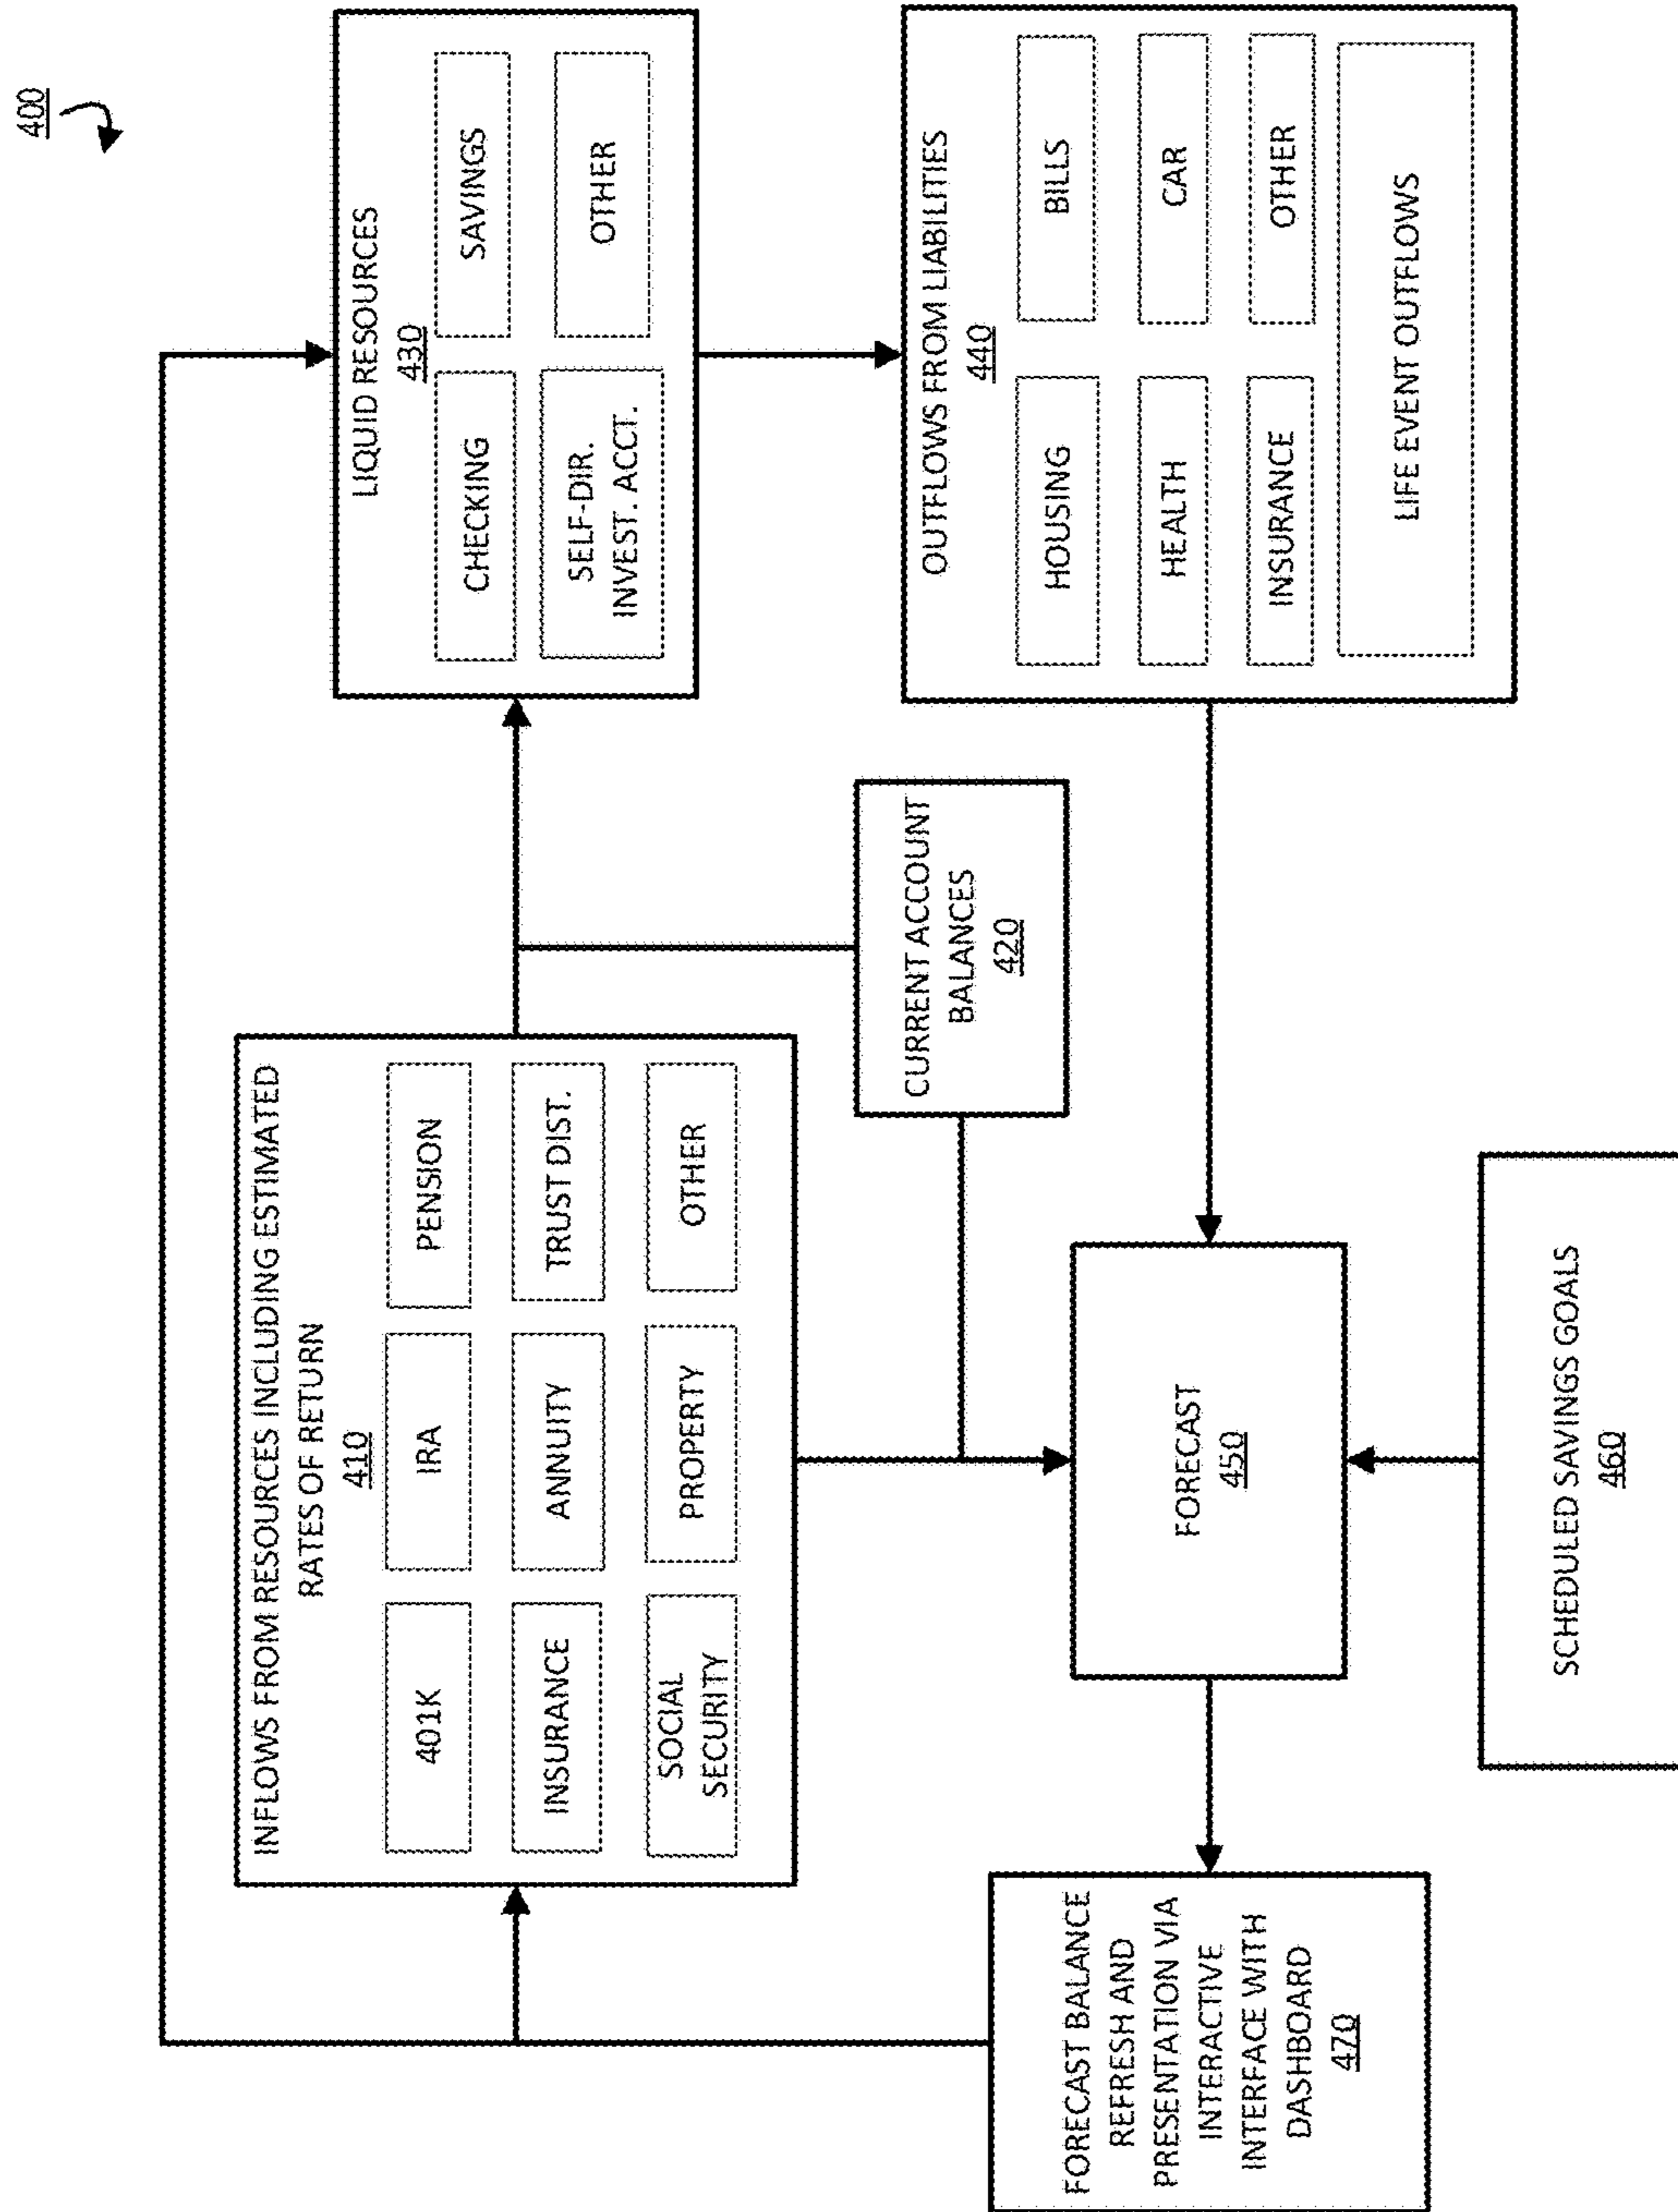 400
INFLOWS FROM RESOURCES INCLUDING ESTIMATED
RATES OF RETURN
410
401K
IRA
PENSION
INSURANCE
ANNUITY
TRUST DIST.
SOCIAL
SECURITY
PROPERTY
OTHER
LIQUID RESOURCES
430
CHECKING
SAVINGS
SELF-DIR.
INVEST. ACCT.
OTHER
CURRENT ACCOUNT
BALANCES
420
OUTFLOWS FROM LIABILITIES
440
HOUSING
BILLS
HEALTH
CAR
INSURANCE
OTHER
LIFE EVENT OUTFLOWS
FORECAST BALANCE
REFRESH AND
PRESENTATION VIA
INTERACTIVE
INTERFACE WITH
DASHBOARD
470
FORECAST
450
SCHEDULED SAVINGS GOALS
460